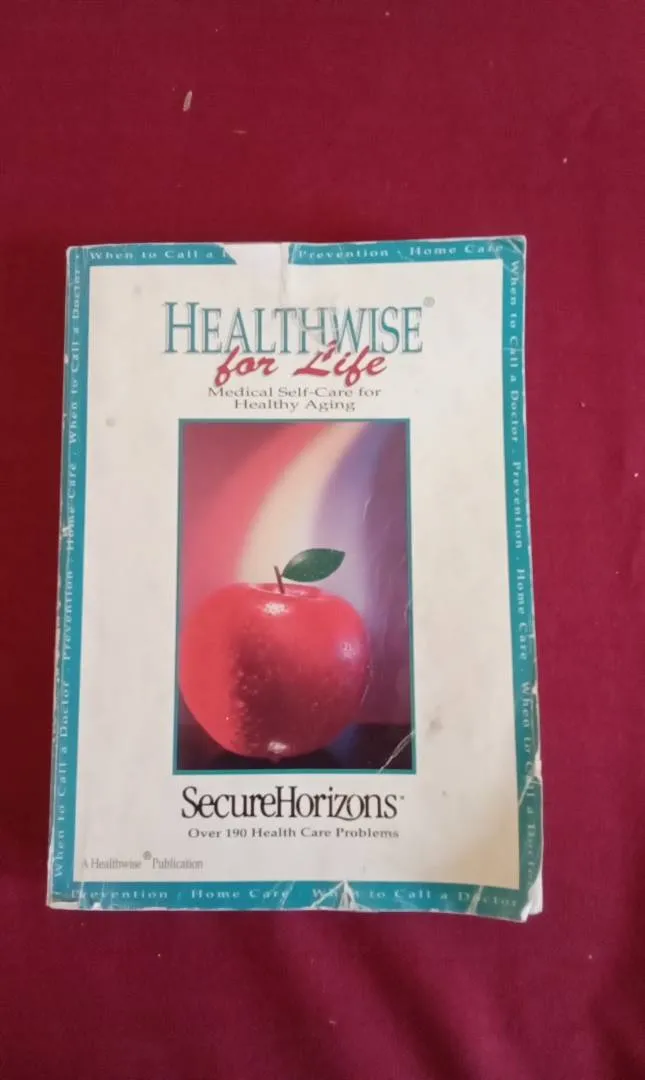 When to Call a
Prevention · Home Care
HEALTHWISE®
for Life
Medical Self-Care for
Healthy Aging
SecureHorizons™
Over 190 Health Care Problems
A Healthwise® Publication
When to Call a Doctor · Prevention · Home Care · When to Call a Doctor
When to Call a Doctor · Prevention · Home Care · When to Call a Doctor
Prevention · Home Care · When to Call a Doctor